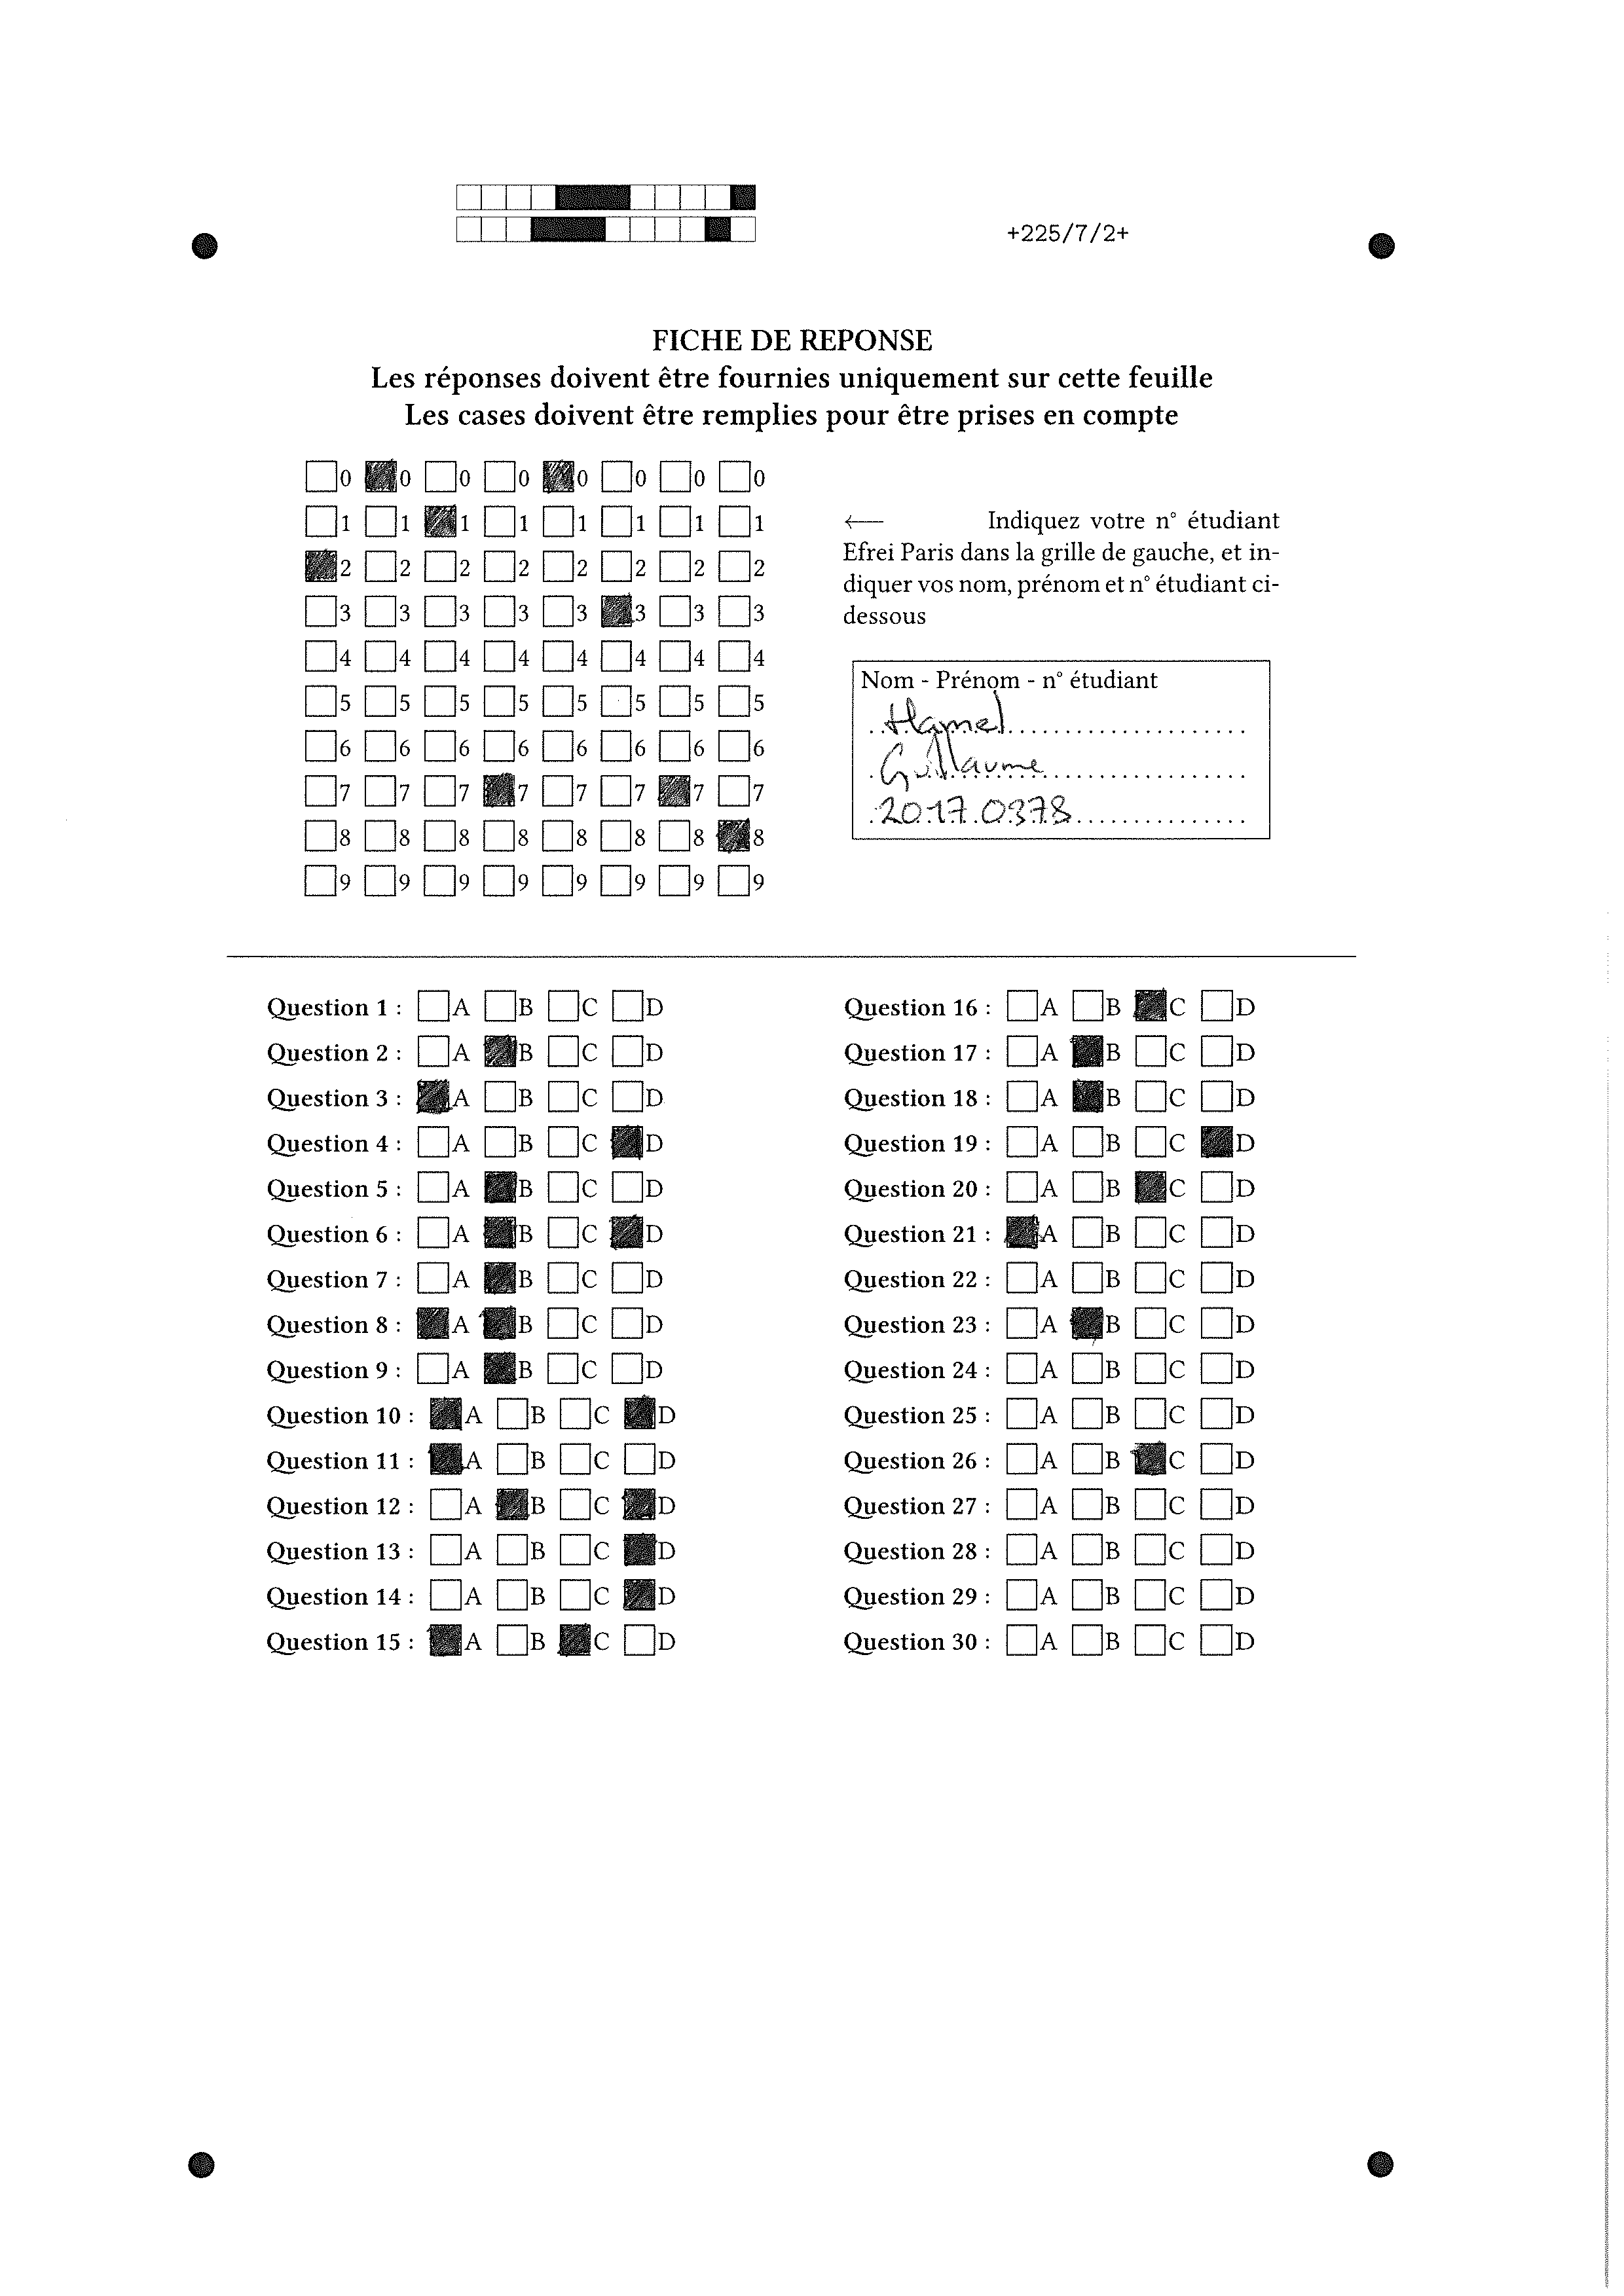 +225/7/2+
FICHE DE REPONSE
Les réponses doivent être fournies uniquement sur cette feuille
Les cases doivent être remplies pour être prises en compte
0 0 0 0 0 0 0 0
1 1 1 1 1 1 1 1
2 2 2 2 2 2 2 2
3 3 3 3 3 3 3 3
4 4 4 4 4 4 4 4
5 5 5 5 5 5 5 5
6 6 6 6 6 6 6 6
7 7 7 7 7 7 7 7
8 8 8 8 8 8 8 8
9 9 9 9 9 9 9 9
← Indiquez votre n° étudiant
Efrei Paris dans la grille de gauche, et in-
diquer vos nom, prénom et n° étudiant ci-
dessous
Nom - Prénom - n° étudiant
Hamel
Guillaume
20170378
Question 1 : A B C D
Question 2 : A B C D
Question 3 : A B C D
Question 4 : A B C D
Question 5 : A B C D
Question 6 : A B C D
Question 7 : A B C D
Question 8 : A B C D
Question 9 : A B C D
Question 10 : A B C D
Question 11 : A B C D
Question 12 : A B C D
Question 13 : A B C D
Question 14 : A B C D
Question 15 : A B C D
Question 16 : A B C D
Question 17 : A B C D
Question 18 : A B C D
Question 19 : A B C D
Question 20 : A B C D
Question 21 : A B C D
Question 22 : A B C D
Question 23 : A B C D
Question 24 : A B C D
Question 25 : A B C D
Question 26 : A B C D
Question 27 : A B C D
Question 28 : A B C D
Question 29 : A B C D
Question 30 : A B C D